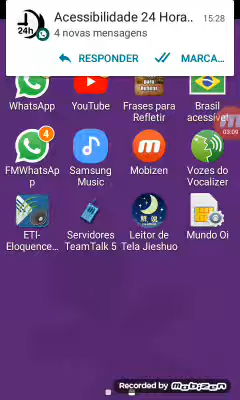 24h
Acessibilidade 24 Hora..
15:28
4 novas mensagens
RESPONDER
MARCA...
WhatsApp
YouTube
Frases para
Refletir
Brasil
acessível
4
03:09
FMWhatsAp
p
Samsung
Music
Mobizen
Vozes do
Vocalizer
ETI-
Eloquence...
Servidores
TeamTalk 5
Leitor de
Tela Jieshuo
Mundo Oi
Recorded by Mobizen